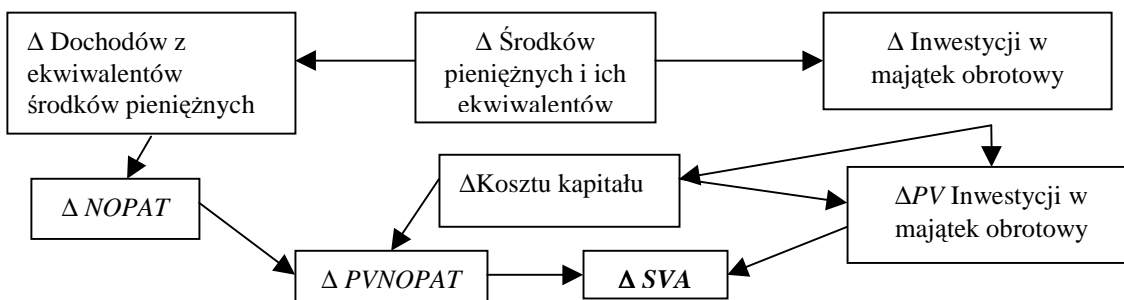 Δ Dochodów z
ekwiwalentów
środków pieniężnych
Δ Środków
pieniężnych i ich
ekwiwalentów
Δ Inwestycji w
majątek obrotowy
Δ NOPAT
ΔKosztu kapitału
ΔPV Inwestycji w
majątek obrotowy
Δ PVNOPAT
Δ SVA